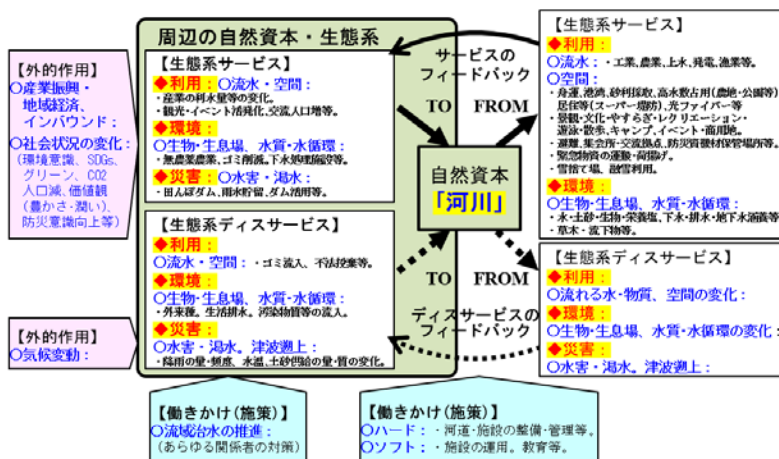 周辺の自然資本・生態系
【生態系サービス】
◆利用：〇流水・空間：
・産業の利水量等の変化。
・観光・イベント活発化、交流人口増等。
◆環境：
〇生物・生息場、水質・水循環：
・無農薬農業、ゴミ削減。下水処理施設等。
◆災害：〇水害・渇水：
・田んぼダム、雨水貯留、ダム活用等。
【生態系ディスサービス】
◆利用：
〇流水・空間：・ゴミ流入、不法投棄等。
◆環境：
〇生物・生息場、水質・水循環：
・外来種。生活排水。汚染物質等の流入。
◆災害：
〇水害・渇水。津波遡上：
・降雨の量・頻度、水温、土砂供給の量・質の変化。
【外的作用】
〇産業振興・
地域経済、
インバウンド：
〇社会状況の変化：
(環境意識、SDGs、
グリーン、CO2
人口減、価値観
(豊かさ・潤い)、
防災意識向上等)
【外的作用】
〇気候変動：
サービスの
フィードバック
TO FROM
自然資本
「河川」
TO FROM
ディスサービスの
フィードバック
【生態系サービス】
◆利用：
〇流水：・工業、農業、上水、発電、漁業等。
〇空間：
・舟運、港湾、砂利採取、高水敷占用(農地・公園等)
居住等(スーパー堤防)、光ファイバー等
・景観・文化・やすらぎ・レクリエーション・
遊泳・散歩、キャンプ、イベント・商用地。
・避難、集会所・交流拠点、防災資機材保管場所等。
・緊急物資の運搬・荷揚げ。
・雪捨て場、融雪利用。
◆環境：
〇生物・生息場、水質・水循環：
・水・土砂・生物・栄養塩、下水・排水・地下水涵養等
・草木・流下物等。
【生態系ディスサービス】
◆利用：
〇流れる水・物質、空間の変化：
◆環境：
〇生物・生息場、水質・水循環の変化：
◆災害：
〇水害・渇水。津波遡上：
【働きかけ(施策)】
〇流域治水の推進：
(あらゆる関係者の対策)
【働きかけ(施策)】
〇ハード：・河道・施設の整備・管理等。
〇ソフト：・施設の運用。教育等。